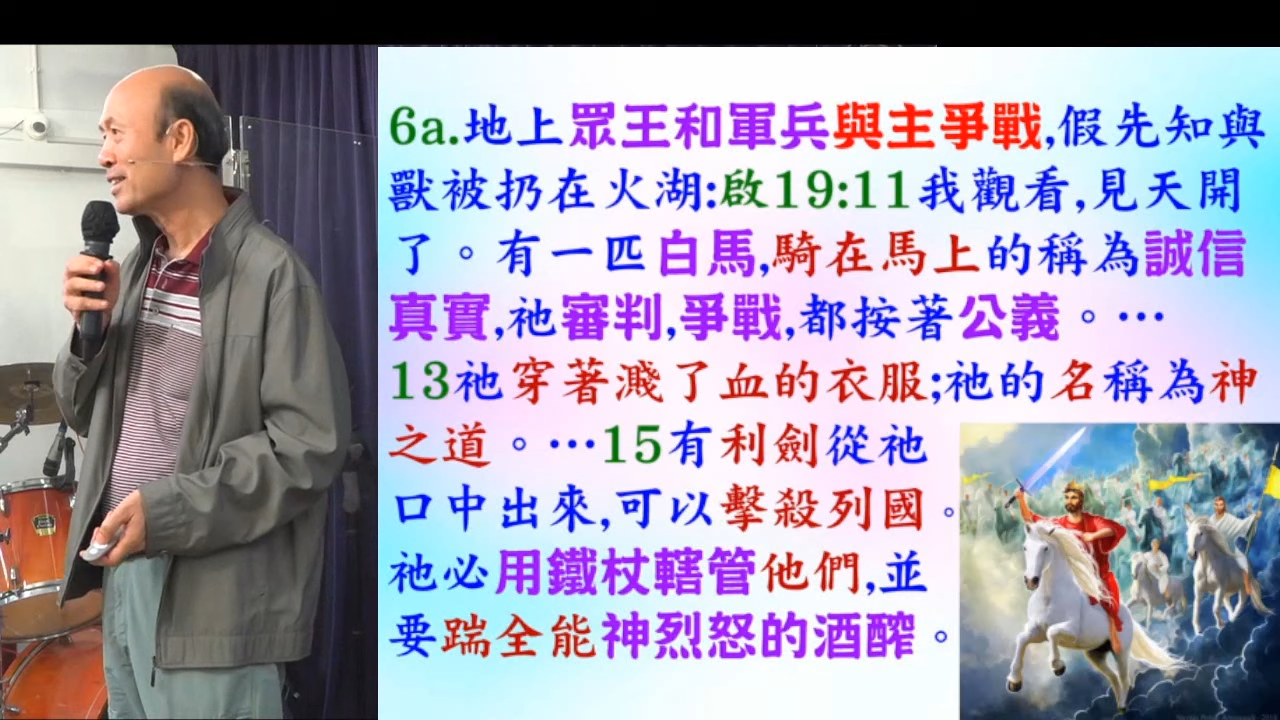 6a.地上眾王和軍兵與主爭戰,假先知與
獸被扔在火湖:啟19:11我觀看,見天開
了。有一匹白馬,騎在馬上的稱為誠信
真實,祂審判,爭戰,都按著公義。…
13祂穿著濺了血的衣服;祂的名稱為神
之道。…15有利劍從祂
口中出來,可以擊殺列國。
祂必用鐵杖轄管他們,並
要踹全能神烈怒的酒醡。